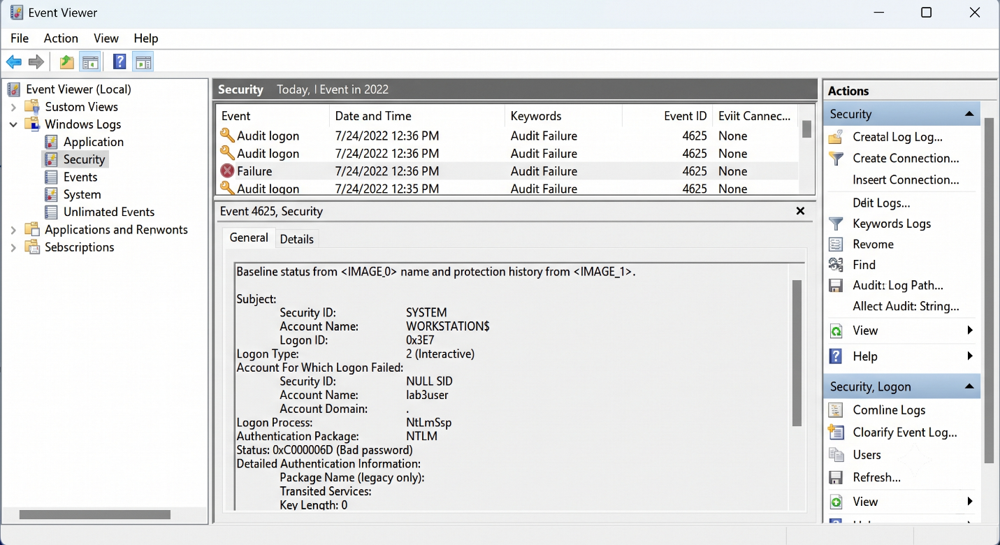 Event Viewer
File Action View Help
Event Viewer (Local)
Custom Views
Windows Logs
Application
Security
Events
System
Unlimated Events
Applications and Renwonts
Sebscriptions
Security Today, | Event in 2022
Event Date and Time Keywords Event ID Eviit Cannec...
Audit logon 7/24/2022 12:36 PM Audit Failure 4625 None
Audit logon 7/24/2022 12:36 PM Audit Failure 4625 None
Failure 7/24/2022 12:36 PM Audit Failure 4625 None
Audit logon 7/24/2022 12:35 PM Audit Failure 4625 None
Event 4625, Security
General Details
Baseline status from <IMAGE_0> name and protection history from <IMAGE_1>.
Subject:
Security ID: SYSTEM
Account Name: WORKSTATION$
Logon ID: 0x3E7
Logon Type: 2 (Interactive)
Account For Which Logon Failed:
Security ID: NULL SID
Account Name: lab3user
Account Domain: .
Logon Process: NtLmSsp
Authentication Package: NTLM
Status: 0xC000006D (Bad password)
Detailed Authentication Information:
Package Name (legacy only):
Transited Services:
Key Length: 0
Actions
Security
Creatal Log Log...
Create Connection...
Inseert Connection...
Delit Logs...
Keywords Logs
Revome
Find
Audit: Log Path...
Allect Audit: String...
View
Help
Security, Logon
Comline Logs
Cloarify Event Log...
Users
Refresh...
View